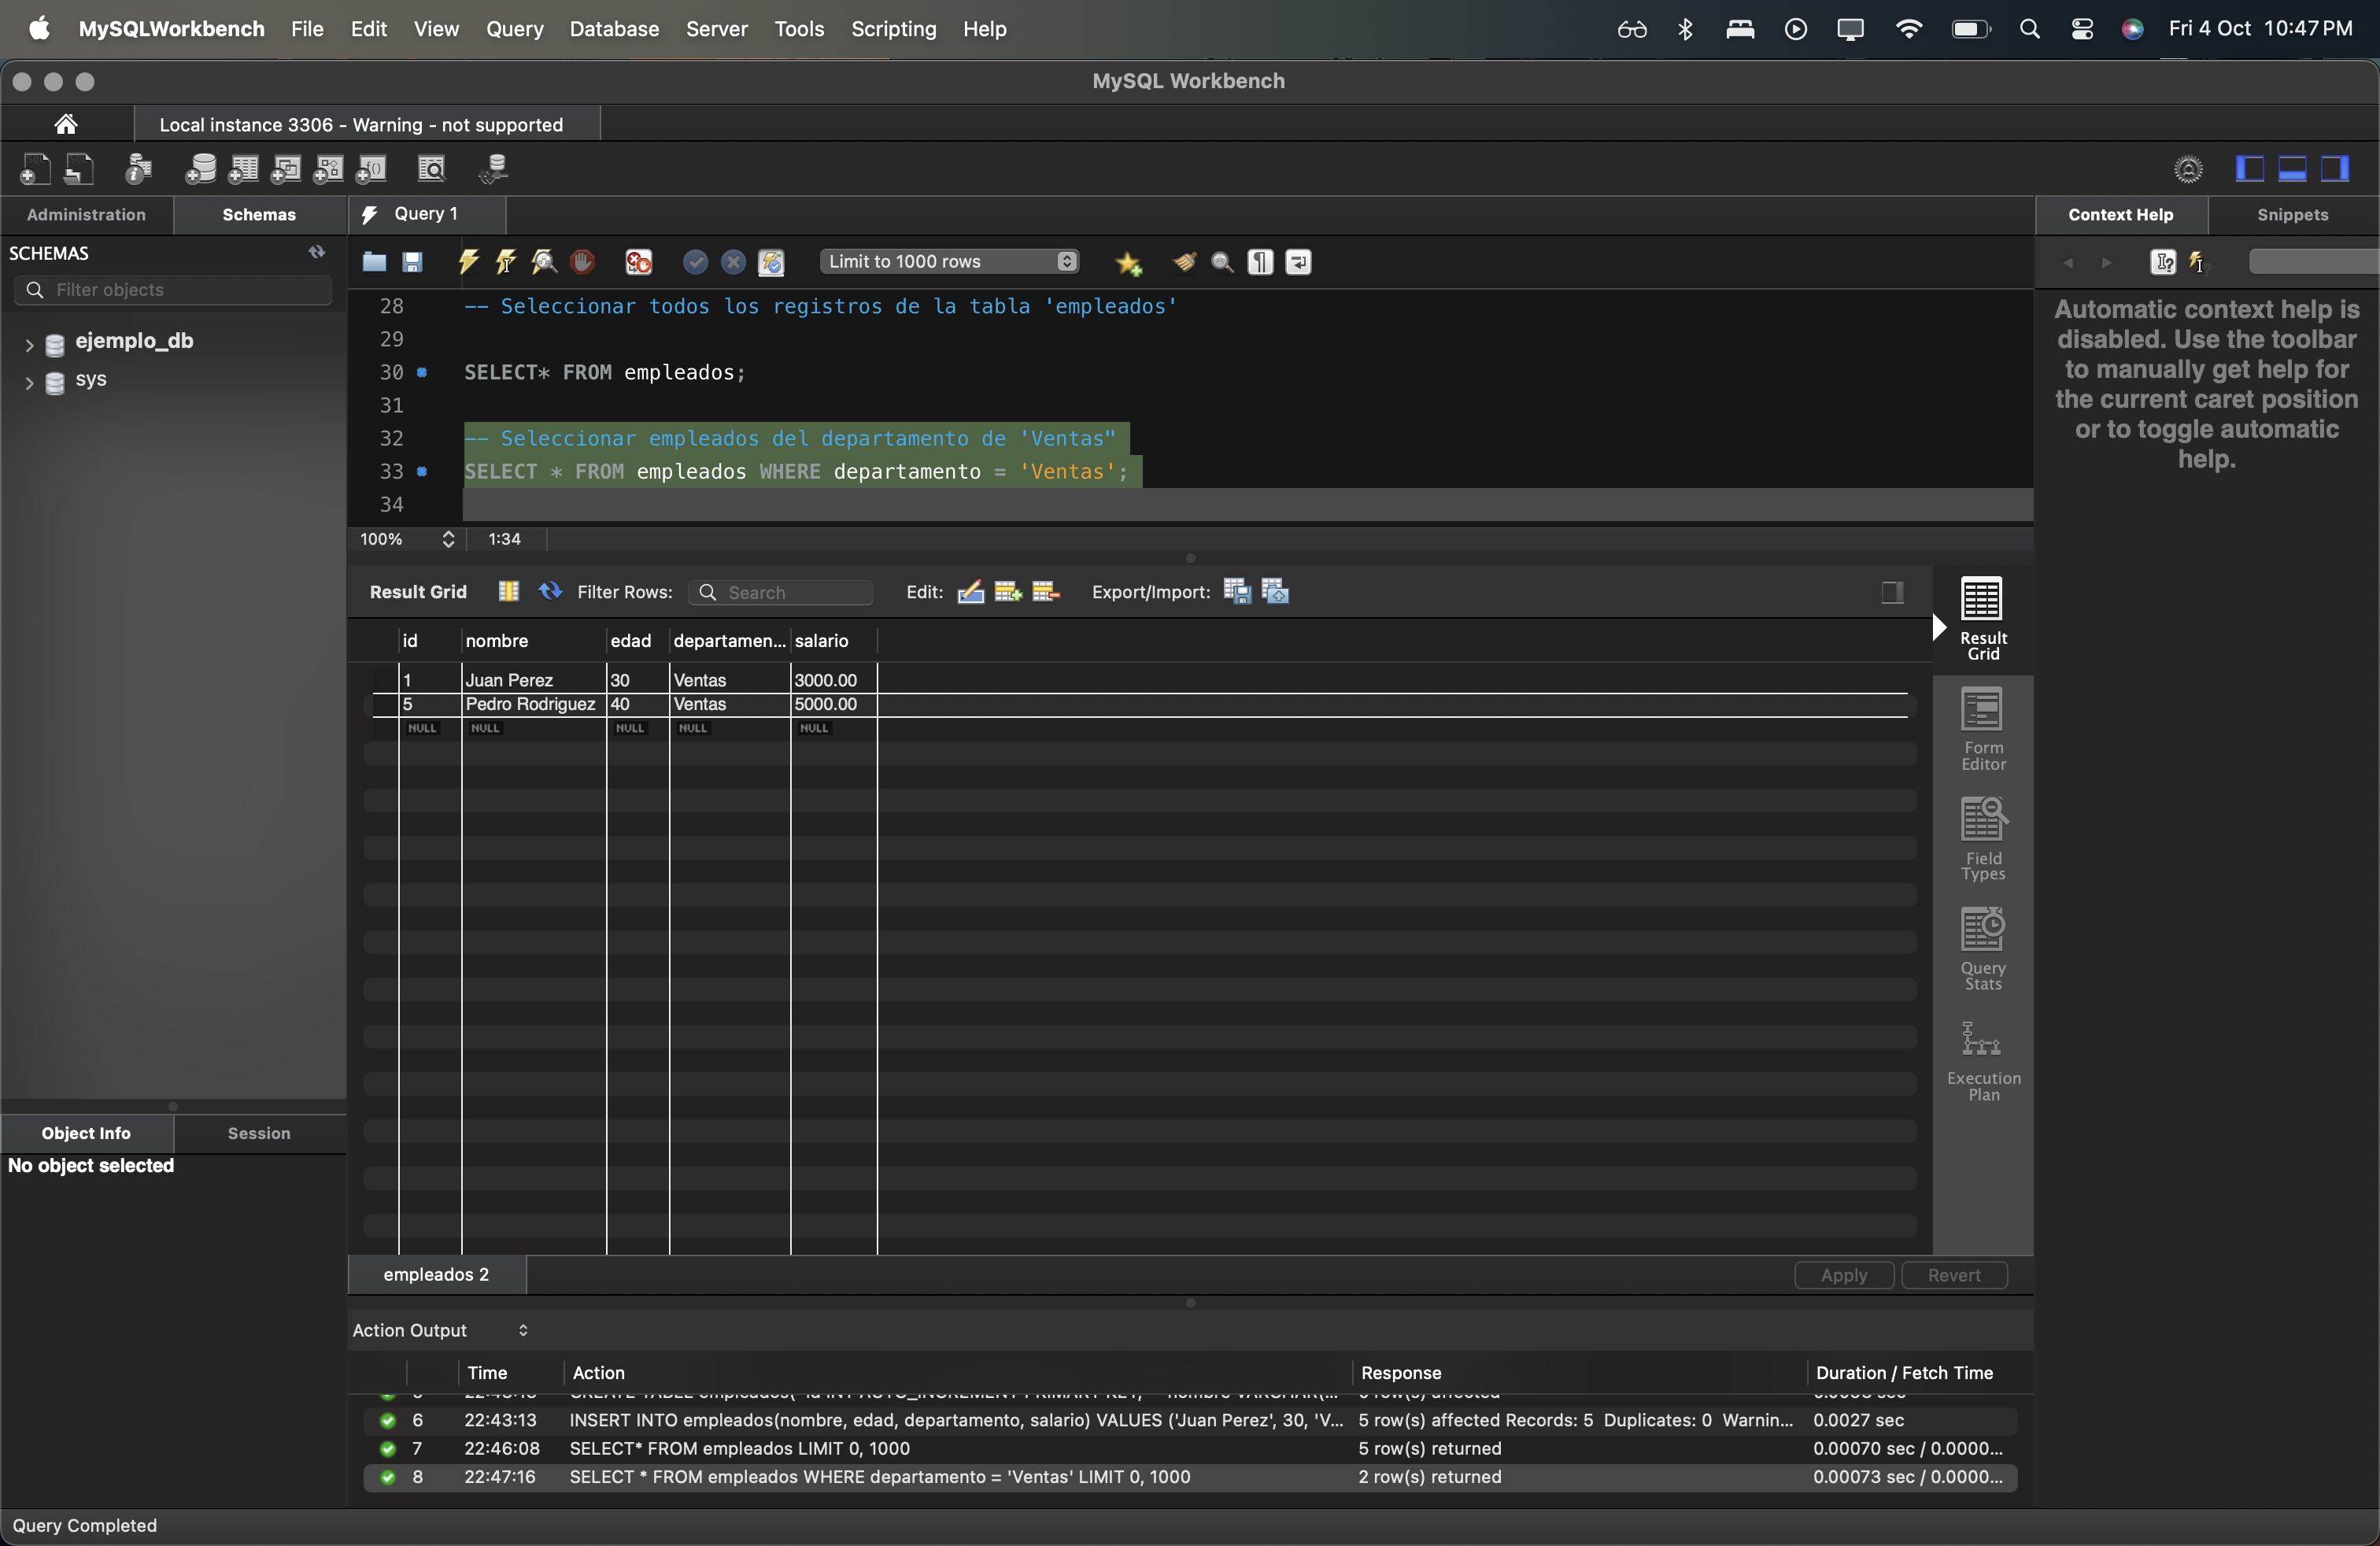 MySQLWorkbench File Edit View Query Database Server Tools Scripting Help Fri 4 Oct 10:47 PM
MySQL Workbench
Local instance 3306 - Warning - not supported
Administration Schemas Query 1 Context Help Snippets
SCHEMAS
Limit to 1000 rows
Filter objects
ejemplo_db
sys
28 -- Seleccionar todos los registros de la tabla 'empleados'
29
30 SELECT* FROM empleados;
31
32 -- Seleccionar empleados del departamento de 'Ventas"
33 SELECT * FROM empleados WHERE departamento = 'Ventas';
34
100% 1:34
Automatic context help is
disabled. Use the toolbar
to manually get help for
the current caret position
or to toggle automatic
help.
Result Grid Filter Rows: Search Edit: Export/Import:
id nombre edad departamen... salario
1 Juan Perez 30 Ventas 3000.00
5 Pedro Rodriguez 40 Ventas 5000.00
NULL NULL NULL NULL NULL
Result
Grid
Form
Editor
Field
Types
Query
Stats
Execution
Plan
Object Info Session
No object selected
empleados 2 Apply Revert
Action Output
Time Action Response Duration / Fetch Time
6 22:43:13 INSERT INTO empleados(nombre, edad, departamento, salario) VALUES ('Juan Perez', 30, 'V... 5 row(s) affected Records: 5 Duplicates: 0 Warnin... 0.0027 sec
7 22:46:08 SELECT* FROM empleados LIMIT 0, 1000 5 row(s) returned 0.00070 sec / 0.0000...
8 22:47:16 SELECT * FROM empleados WHERE departamento = 'Ventas' LIMIT 0, 1000 2 row(s) returned 0.00073 sec / 0.0000...
Query Completed